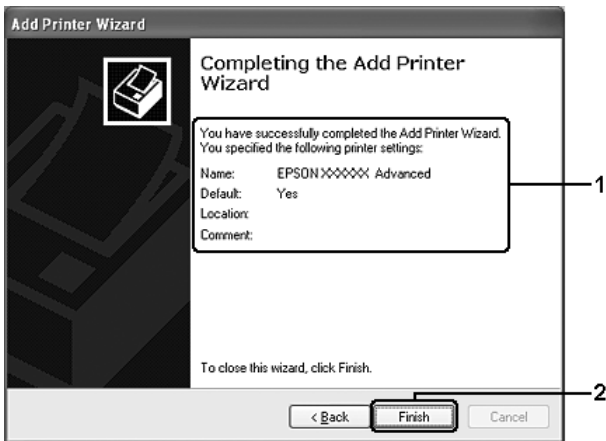 Add Printer Wizard
Completing the Add Printer
Wizard
You have successfully completed the Add Printer Wizard.
You specified the following printer settings:
Name: EPSON XXXXXX Advanced
Default: Yes
Location:
Comment:
1
To close this wizard, click Finish.
2
< Back Finish Cancel